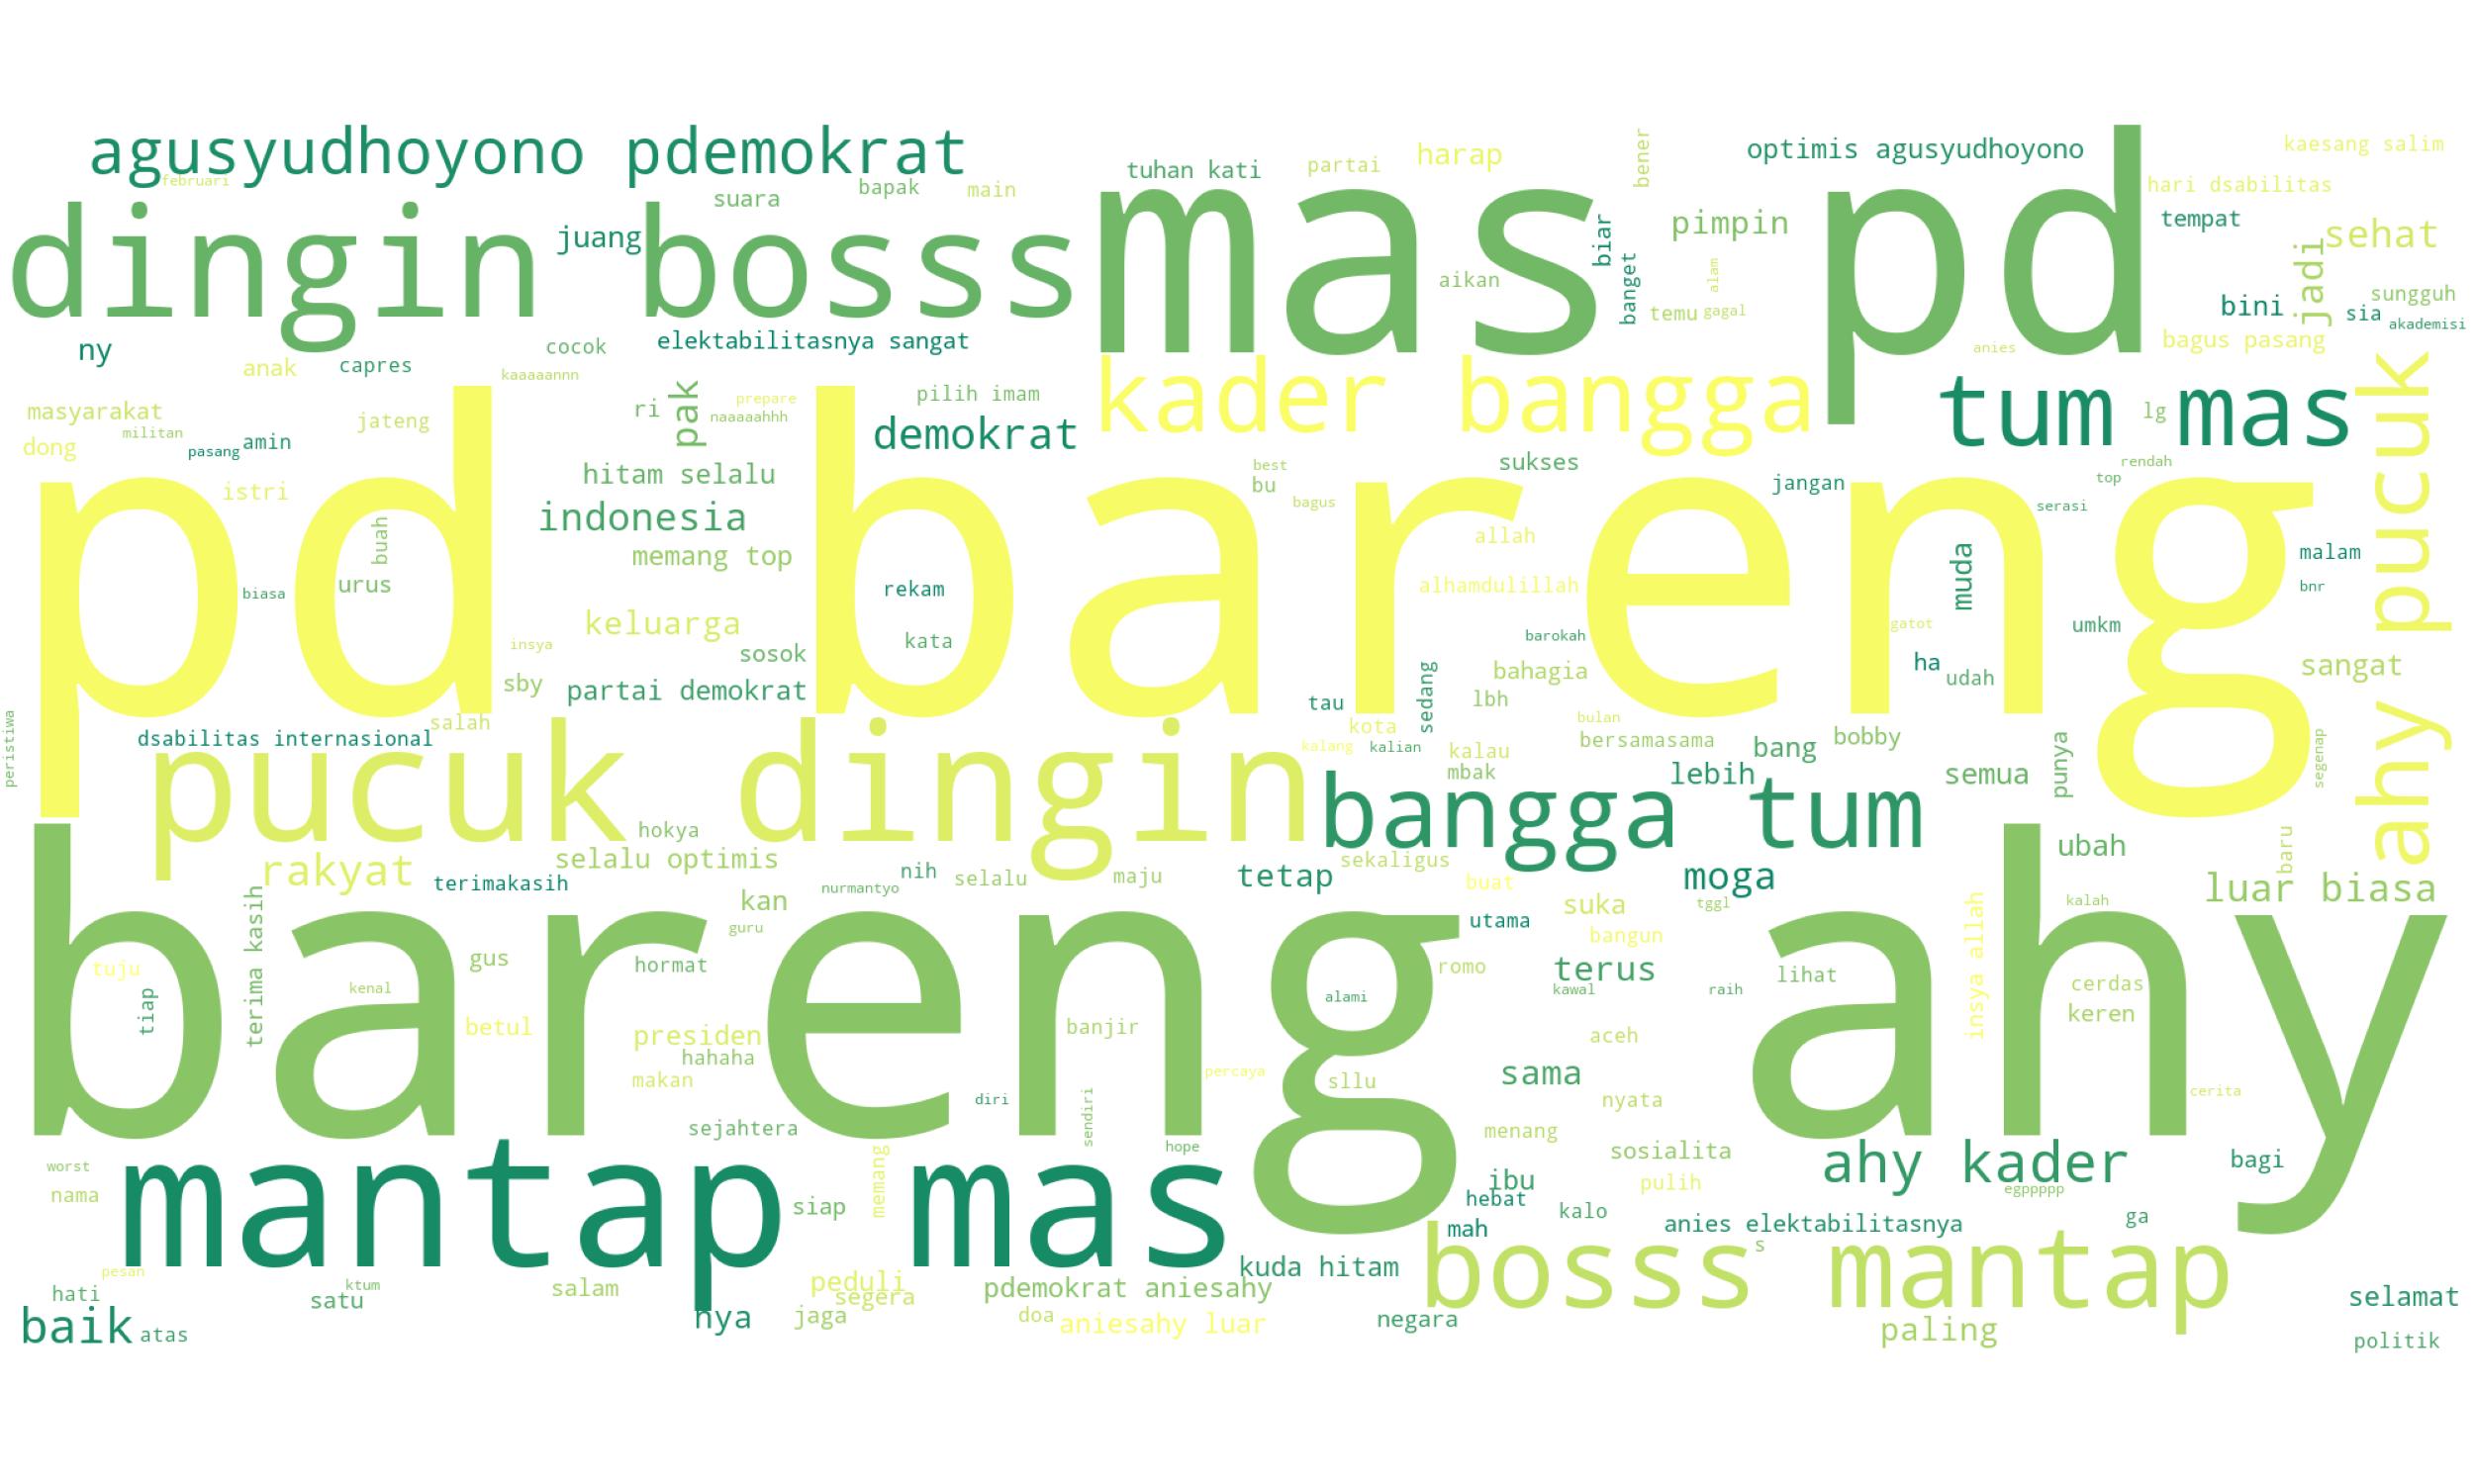 agusyudhoyono pdemokrat
februari
dingin bosss
suara
bapak
main
juang
tuhan kati
partai
harap
bener
optimis agusyudhoyono
kaesang salim
hari dsabilitas
mas pd
aikan
biar
banget
pimpin
alam
temu
gagal
tempat
sehat
jadi
bini
sia
sungguh
akademisi
anies
bagus pasang
ny
anak
capres
cocok
elektabilitasnya sangat
kaaaaannn
masyarakat
militan
dong
pasang
amin
jateng
ri
pak
prepare
naaaaahhh
pilih imam
demokrat
kader bangga
tum mas
lg
ahy pucuk
istri
hitam selalu
indonesia
memang top
best
bu
bagus
sukses
jangan
rendah
top
serasi
pd bareng
buah
urus
biasa
rekam
kata
keluarga
insya
sosok
sby
partai demokrat
allah
alhamdulillah
barokah
bahagia
lbh
sedang
tau
kota
muda
gatot
ha
udah
umkm
malam
bnr
sangat
peristiwa
dsabilitas internasional
salah
pucuk dingin
kalang
kalian
kalau
mbak
bulan
bersamasama
bang
bobby
lebih
semua
punya
segenap
bangga tum
hokya
rakyat
selalu optimis
terimakasih
terima kasih
kan
nurmantyo
nih
selalu
maju
guru
tetap
sekaligus
buat
moga
suka
tggl
ubah
baru
luar biasa
kalah
bareng ahy
tuju
tiap
kenal
gus
hormat
betul
presiden
hahaha
makan
banjir
alami
percaya
sllu
diri
sendiri
sejahtera
hope
utama
bangun
romo
terus
kawal
raih
lihat
insya allah
cerdas
keren
aceh
sama
nyata
menang
cerita
sosialita
worst
nama
mantap mas
memang
siap
ibu
hebat
pulih
kalo
mah
ahy kader
egppppp
bagi
anies elektabilitasnya
s
ga
kuda hitam
bosss mantap
pesan
hati
ktum
satu
salam
peduli
segera
pdemokrat aniesahy
baik
atas
nya
jaga
doa
aniesahy luar
negara
paling
selamat
politik